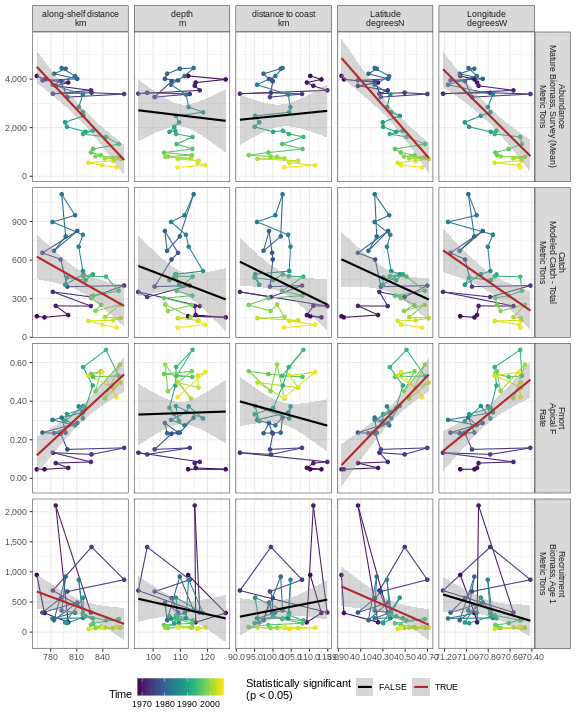 along-shelf distance
km
depth
m
distance to coast
km
Latitude
degreesN
Longitude
degreesW
4,000
2,000
0
Abundance
Mature Biomass, Survey (Mean)
Metric Tons
900
600
300
0
Catch
Modeled Catch - Total
Metric Tons
0.60
0.40
0.20
0.00
Fmort
Apical F
Rate
2,000
1,500
1,000
500
0
Recruitment
Biomass, Age 1
Metric Tons
780 810 840
100 110 120
Time
1970 1980 1990 2000
Statistically significant
(p < 0.05)
FALSE
TRUE